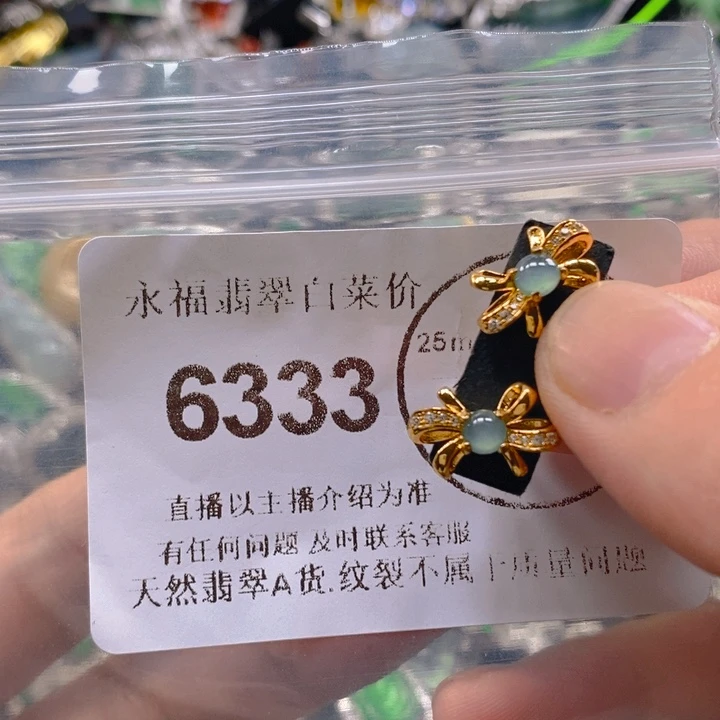 永福翡翠白菜价
25m
6333
直播以主播介绍为准
有任何问题 及时联系客服
天然翡翠A货.纹裂不属于质量问题